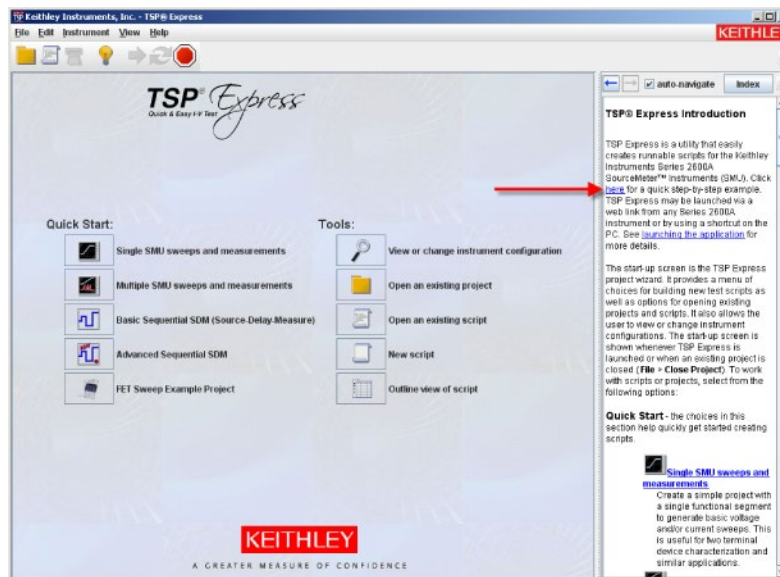 Keithley Instruments, Inc. - TSP® Express
File Edit Instrument View Help
KEITHLE
TSP® Express
Quick & Easy I-V Test
Quick Start:
Single SMU sweeps and measurements
Multiple SMU sweeps and measurements
Basic Sequential SDM (Source-Delay-Measure)
Advanced Sequential SDM
FET Sweep Example Project
Tools:
View or change instrument configuration
Open an existing project
Open an existing script
New script
Outline view of script
KEITHLEY
A GREATER MEASURE OF CONFIDENCE
auto-navigate Index
TSP® Express Introduction
TSP Express is a utility that easily
creates runnable scripts for the Keithley
Instruments Series 2600A
SourceMeter™ Instruments (SMU). Click
here for a quick step-by-step example.
TSP Express may be launched via a
web link from any Series 2600A
instrument or by using a shortcut on the
PC. See launching the application for
more details.
The start-up screen is the TSP Express
project wizard. It provides a menu of
choices for building new test scripts as
well as options for opening existing
projects and scripts. It also allows the
user to view or change instrument
configurations. The start-up screen is
shown whenever TSP Express is
launched or when an existing project is
closed (File > Close Project). To work
with scripts or projects, select from the
following options:
Quick Start - the choices in this
section help quickly get started creating
scripts.
Single SMU sweeps and
measurements
Create a simple project with
a single functional segment
to generate basic voltage
and/or current sweeps. This
is useful for two terminal
device characterization and
similar applications.